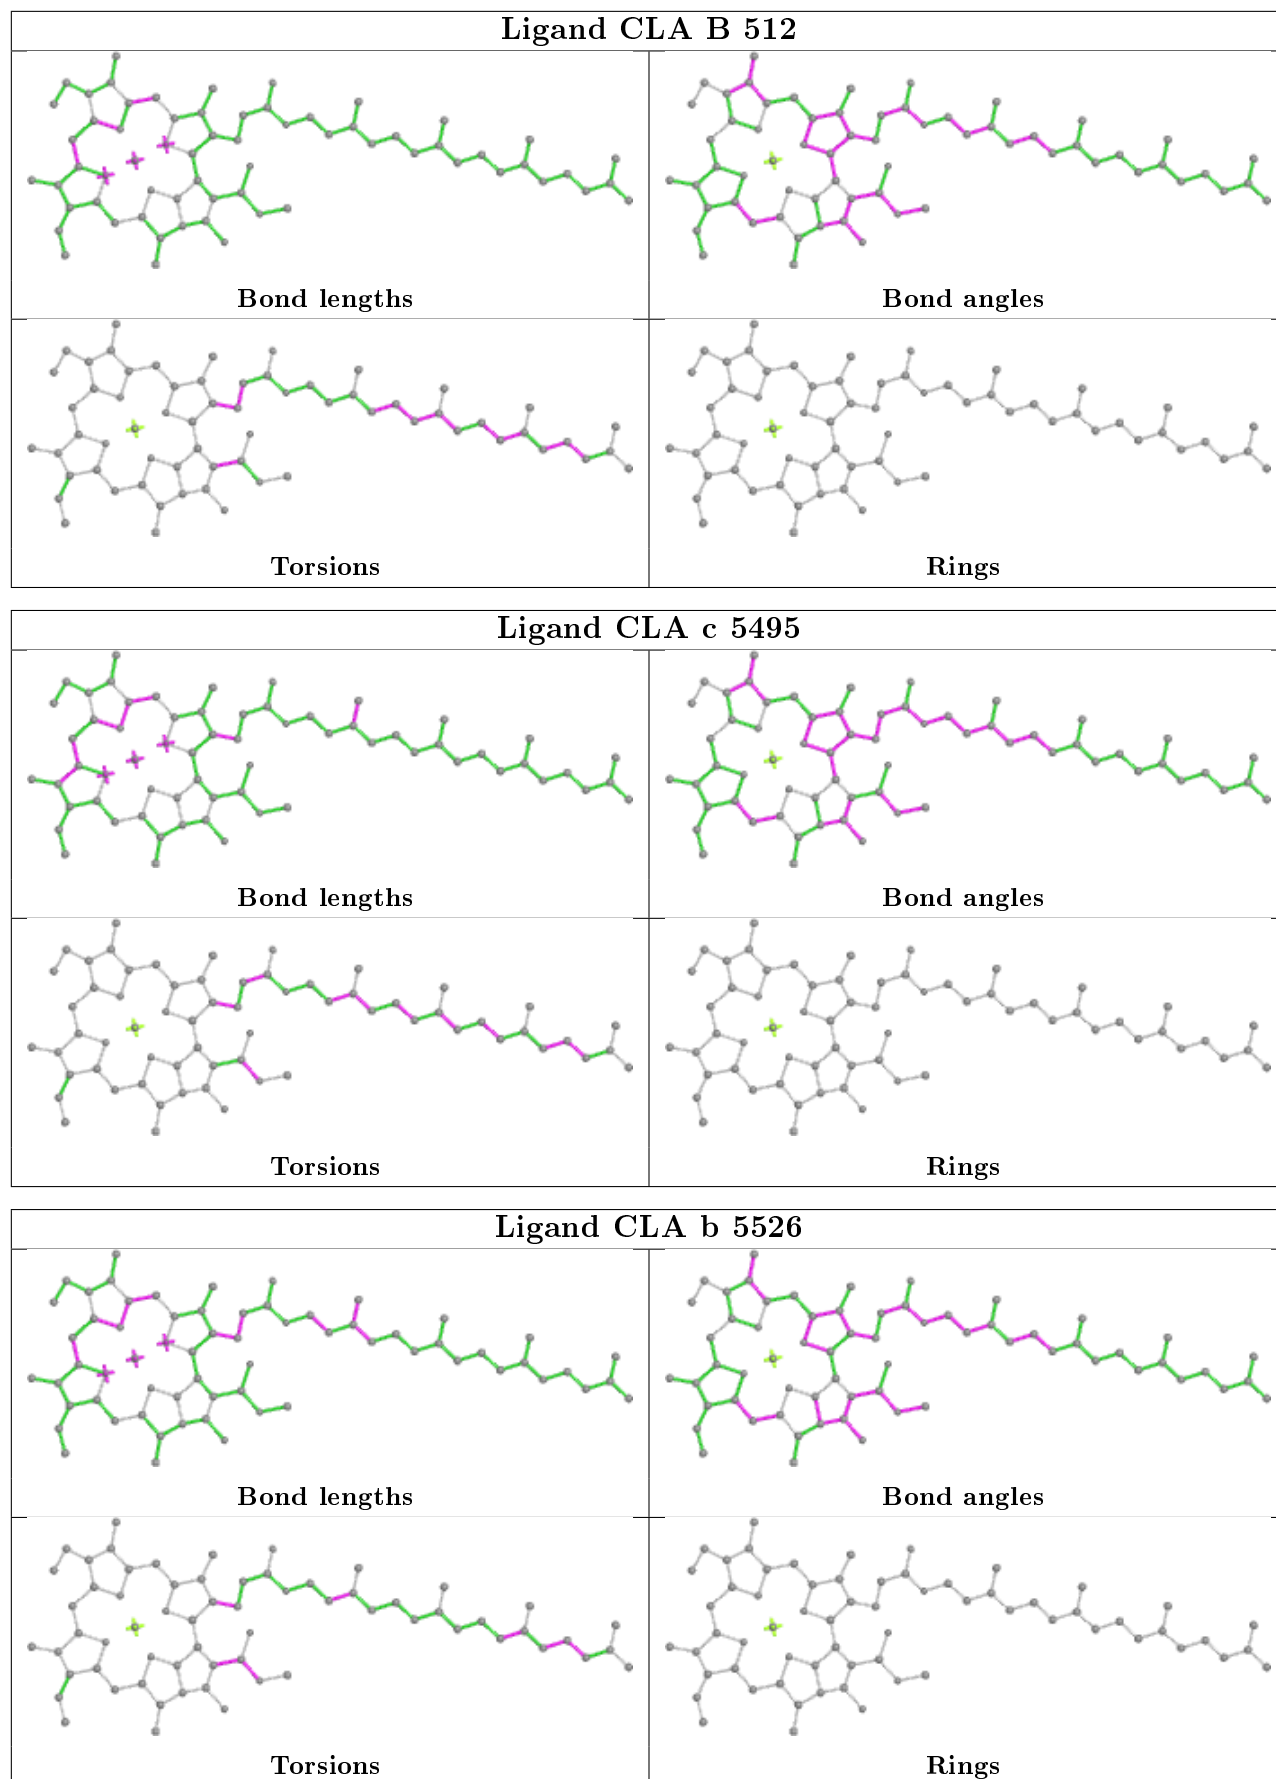 Ligand CLA B 512
Bond lengths
Bond angles
Torsions
Rings
Ligand CLA c 5495
Bond lengths
Bond angles
Torsions
Rings
Ligand CLA b 5526
Bond lengths
Bond angles
Torsions
Rings